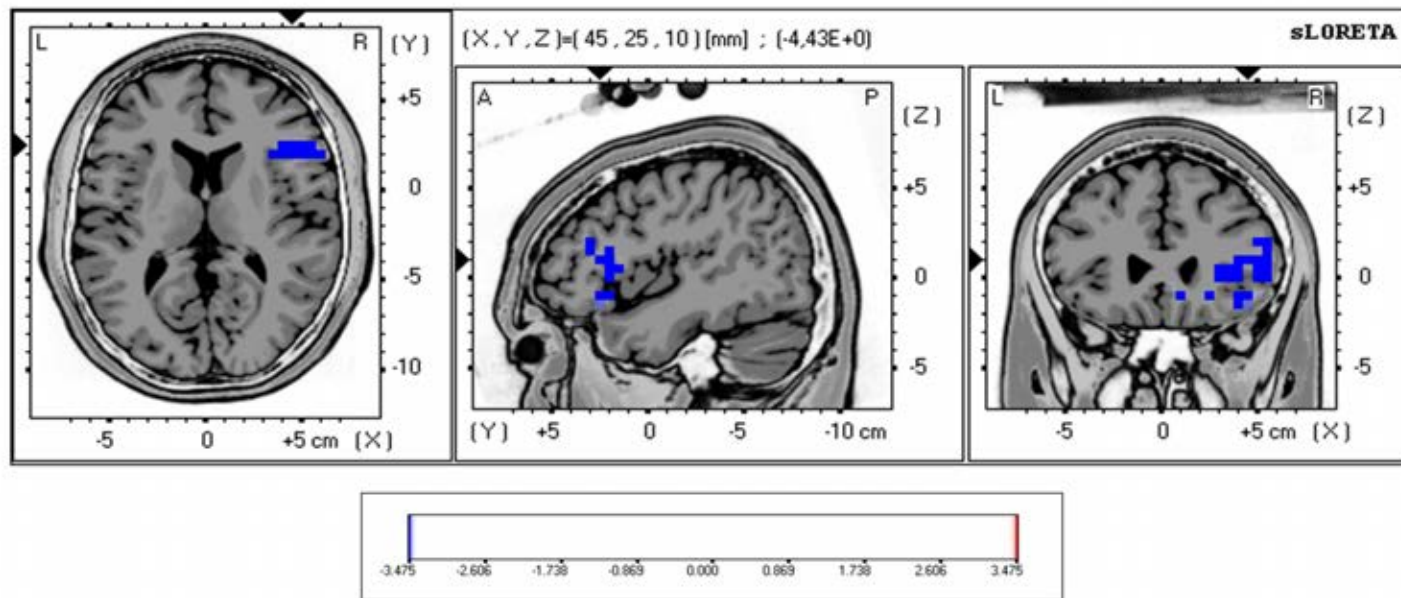 L R (Y)
(X,Y,Z)=(45,25,10)[mm] ; (-4,43E+0)
sLORETA
+5
0
-5
-10
-5 0 +5 cm (X)
A P (Z)
+5
0
-5
(Y) +5 0 -5 -10 cm
L R (Z)
+5
0
-5
-5 0 +5 cm (X)
-3.475 -2.606 -1.738 -0.869 0.000 0.869 1.738 2.606 3.475